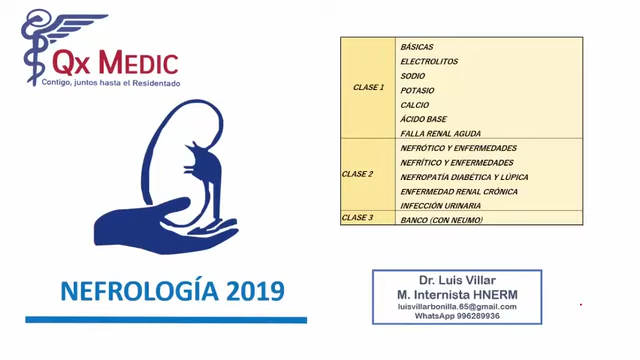 Qx MEDIC
Contigo, juntos hasta el Residentado
NEFROLOGÍA 2019
CLASE 1
BÁSICAS
ELECTROLITOS
SODIO
POTASIO
CALCIO
ÁCIDO BASE
FALLA RENAL AGUDA
CLASE 2
NEFRÓTICO Y ENFERMEDADES
NEFRÍTICO Y ENFERMEDADES
NEFROPATÍA DIABÉTICA Y LÚPICA
ENFERMEDAD RENAL CRÓNICA
INFECCIÓN URINARIA
CLASE 3
BANCO (CON NEUMO)
Dr. Luis Villar
M. Internista HNERM
luisvillarbonilla.65@gmail.com
WhatsApp 996289936